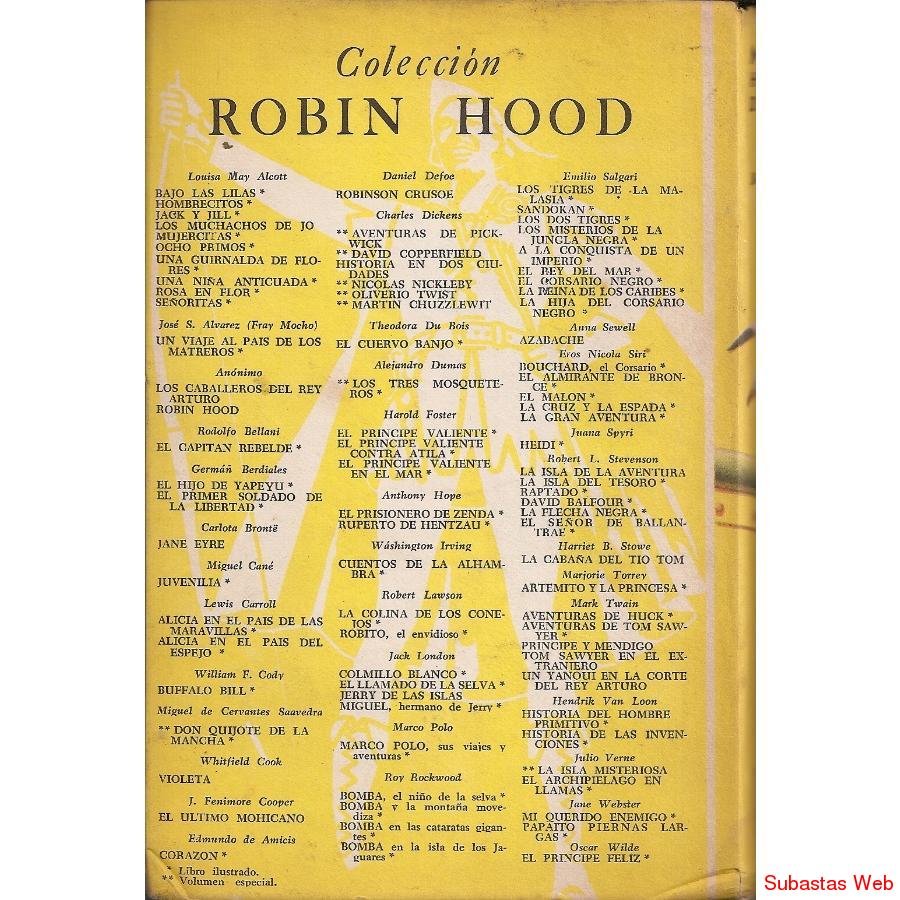 Colección
ROBIN HOOD
Louisa May Alcott
BAJO LAS LILAS *
HOMBRECITOS *
JACK Y JILL *
LOS MUCHACHOS DE JO
MUJERCITAS *
OCHO PRIMOS *
UNA GUIRNALDA DE FLO-
RES *
UNA NIÑA ANTICUADA *
ROSA EN FLOR *
SEÑORITAS *
José S. Alvarez (Fray Mocho)
UN VIAJE AL PAIS DE LOS
MATREROS *
Anónimo
LOS CABALLEROS DEL REY
ARTURO
ROBIN HOOD
Rodolfo Bellani
EL CAPITAN REBELDE *
Germán Berdiales
EL HIJO DE YAPEYU *
EL PRIMER SOLDADO DE
LA LIBERTAD *
Carlota Brontë
JANE EYRE
Miguel Cané
JUVENILIA *
Lewis Carroll
ALICIA EN EL PAIS DE LAS
MARAVILLAS *
ALICIA EN EL PAIS DEL
ESPEJO *
William F. Cody
BUFFALO BILL *
Miguel de Cervantes Saavedra
** DON QUIJOTE DE LA
MANCHA *
Whitfield Cook
VIOLETA
J. Fenimore Cooper
EL ULTIMO MOHICANO
Edmundo de Amicis
CORAZON *
* Libro ilustrado.
** Volumen especial.
Daniel Defoe
ROBINSON CRUSOE
Charles Dickens
** AVENTURAS DE PICK-
WICK
** DAVID COPPERFIELD
HISTORIA EN DOS CIU-
DADES
** NICOLAS NICKLEBY
** OLIVERIO TWIST
** MARTIN CHUZZLEWIT
Theodora Du Bois
EL CUERVO BANJO *
Alejandro Dumas
** LOS TRES MOSQUETE-
ROS *
Harold Foster
EL PRINCIPE VALIENTE *
EL PRINCIPE VALIENTE
CONTRA ATILA *
EL PRINCIPE VALIENTE
EN EL MAR *
Anthony Hope
EL PRISIONERO DE ZENDA *
RUPERTO DE HENTZAU *
Wáshington Irving
CUENTOS DE LA ALHAM-
BRA *
Robert Lawson
LA COLINA DE LOS CONE-
JOS *
ROBITO, el envidioso *
Jack London
COLMILLO BLANCO *
EL LLAMADO DE LA SELVA *
JERRY DE LAS ISLAS
MIGUEL, hermano de Jerry *
Marco Polo
MARCO POLO, sus viajes y
aventuras *
Roy Rockwood
BOMBA, el niño de la selva *
BOMBA y la montaña move-
diza *
BOMBA en las cataratas gigan-
tes *
BOMBA en la isla de los Ja-
guares *
Emilio Salgari
LOS TIGRES DE LA MA-
LASIA *
SANDOKAN *
LOS DOS TIGRES *
LOS MISTERIOS DE LA
JUNGLA NEGRA *
A LA CONQUISTA DE UN
IMPERIO *
EL REY DEL MAR *
EL CORSARIO NEGRO *
LA REINA DE LOS CARIBES *
LA HIJA DEL CORSARIO
NEGRO *
Anna Sewell
AZABACHE
Eros Nicola Siri
BOUCHARD, el Corsario *
EL ALMIRANTE DE BRON-
CE *
EL MALON *
LA CRUZ Y LA ESPADA *
LA GRAN AVENTURA *
Juana Spyri
HEIDI *
Robert L. Stevenson
LA ISLA DE LA AVENTURA
LA ISLA DEL TESORO *
RAPTADO *
DAVID BALFOUR *
LA FLECHA NEGRA *
EL SEÑOR DE BALLAN-
TRAE *
Harriet B. Stowe
LA CABAÑA DEL TIO TOM
Marjorie Torrey
ARTEMITO Y LA PRINCESA *
Mark Twain
AVENTURAS DE HUCK *
AVENTURAS DE TOM SAW-
YER *
PRINCIPE Y MENDIGO
TOM SAWYER EN EL EX-
TRANJERO
UN YANQUI EN LA CORTE
DEL REY ARTURO
Hendrik Van Loon
HISTORIA DEL HOMBRE
PRIMITIVO *
HISTORIA DE LAS INVEN-
CIONES *
Julio Verne
** LA ISLA MISTERIOSA
EL ARCHIPIELAGO EN
LLAMAS *
Jane Webster
MI QUERIDO ENEMIGO *
PAPAITO PIERNAS LAR-
GAS *
Oscar Wilde
EL PRINCIPE FELIZ *
Subastas Web